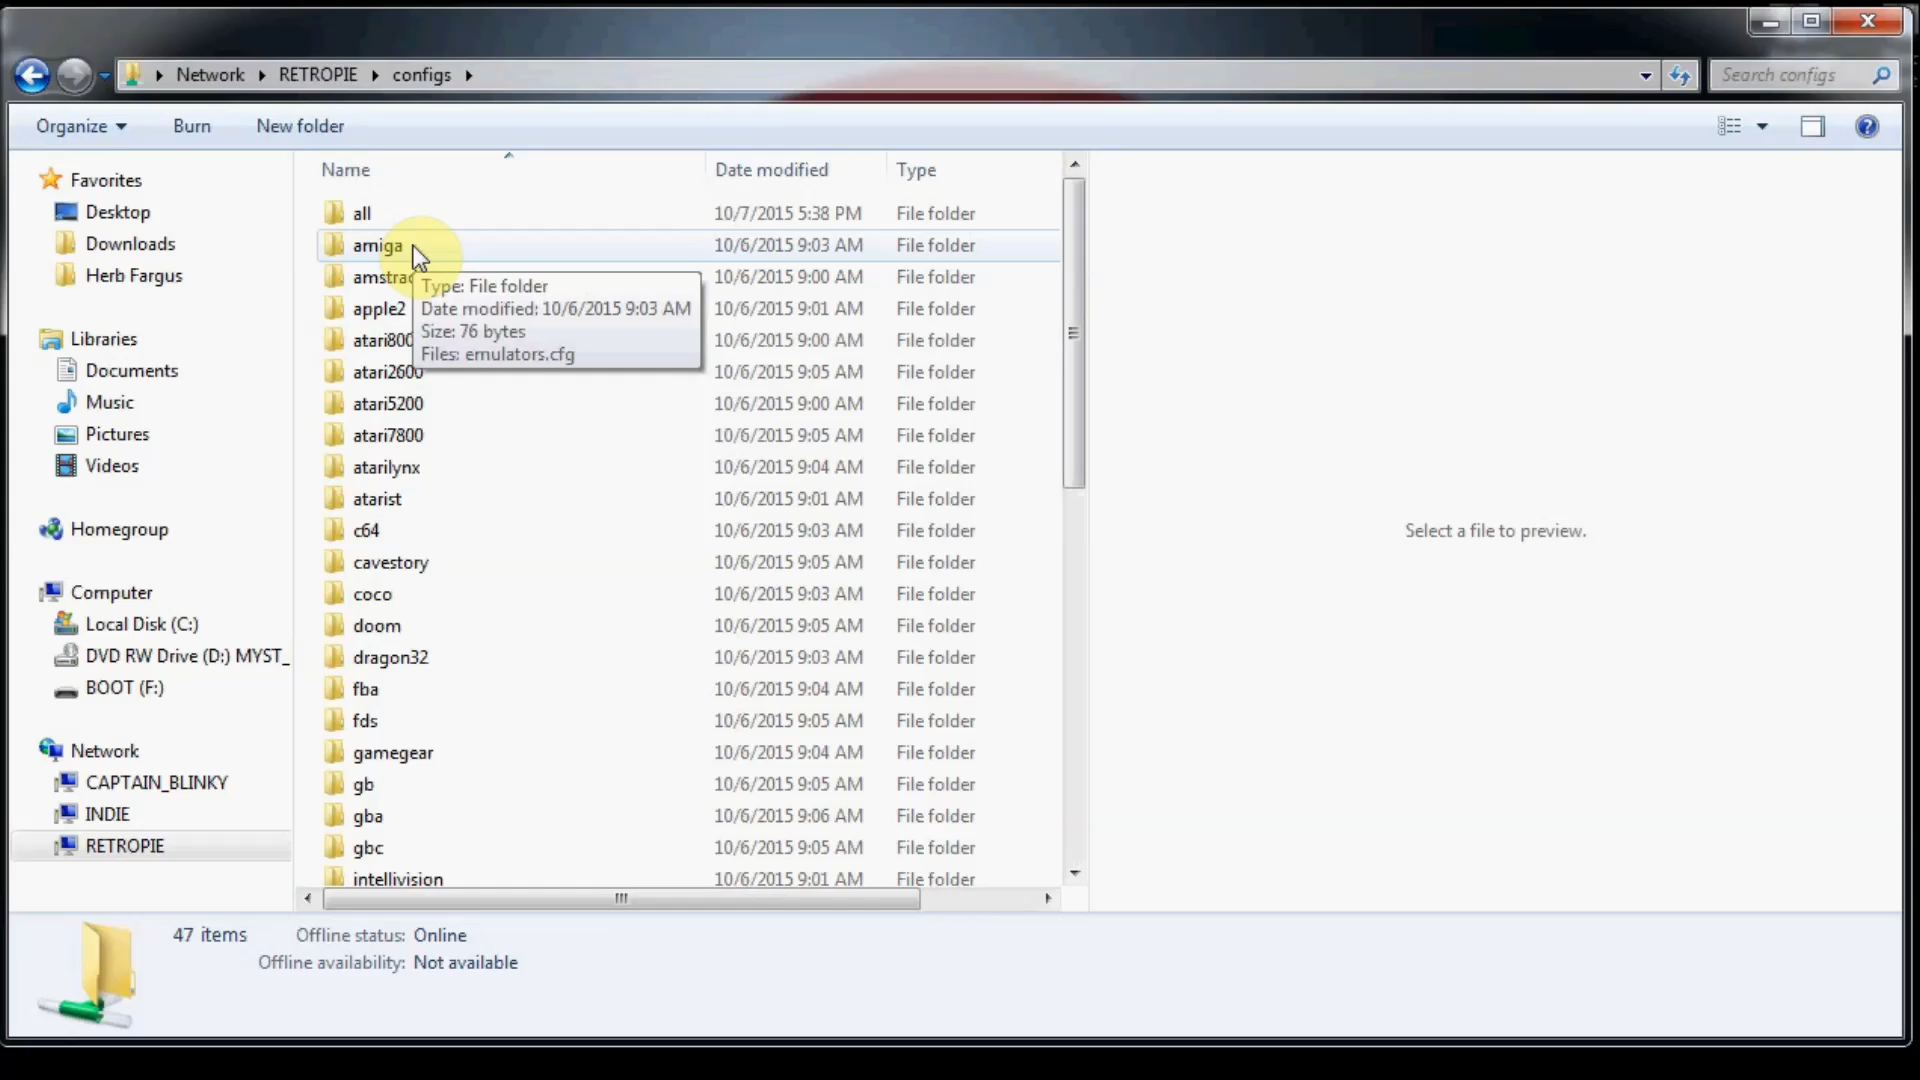 Network RETROPIE configs
Search configs
Organize Burn New folder
Name Date modified Type
Favorites
Desktop
Downloads
Herb Fargus
Libraries
Documents
Music
Pictures
Videos
Homegroup
Computer
Local Disk (C:)
DVD RW Drive (D:) MYST_
BOOT (F:)
Network
CAPTAIN_BLINKY
INDIE
RETROPIE
all 10/7/2015 5:38 PM File folder
amiga 10/6/2015 9:03 AM File folder
10/6/2015 9:00 AM File folder
apple2 10/6/2015 9:01 AM File folder
atari800 10/6/2015 9:00 AM File folder
atari2600 10/6/2015 9:05 AM File folder
atari5200 10/6/2015 9:00 AM File folder
atari7800 10/6/2015 9:05 AM File folder
atarilynx 10/6/2015 9:04 AM File folder
atarist 10/6/2015 9:01 AM File folder
c64 10/6/2015 9:03 AM File folder
cavestory 10/6/2015 9:05 AM File folder
coco 10/6/2015 9:03 AM File folder
doom 10/6/2015 9:05 AM File folder
dragon32 10/6/2015 9:03 AM File folder
fba 10/6/2015 9:04 AM File folder
fds 10/6/2015 9:05 AM File folder
gamegear 10/6/2015 9:04 AM File folder
gb 10/6/2015 9:05 AM File folder
gba 10/6/2015 9:06 AM File folder
gbc 10/6/2015 9:05 AM File folder
intellivision 10/6/2015 9:01 AM File folder
Type: File folder
Date modified: 10/6/2015 9:03 AM
Size: 76 bytes
Files: emulators.cfg
Select a file to preview.
47 items Offline status: Online
Offline availability: Not available